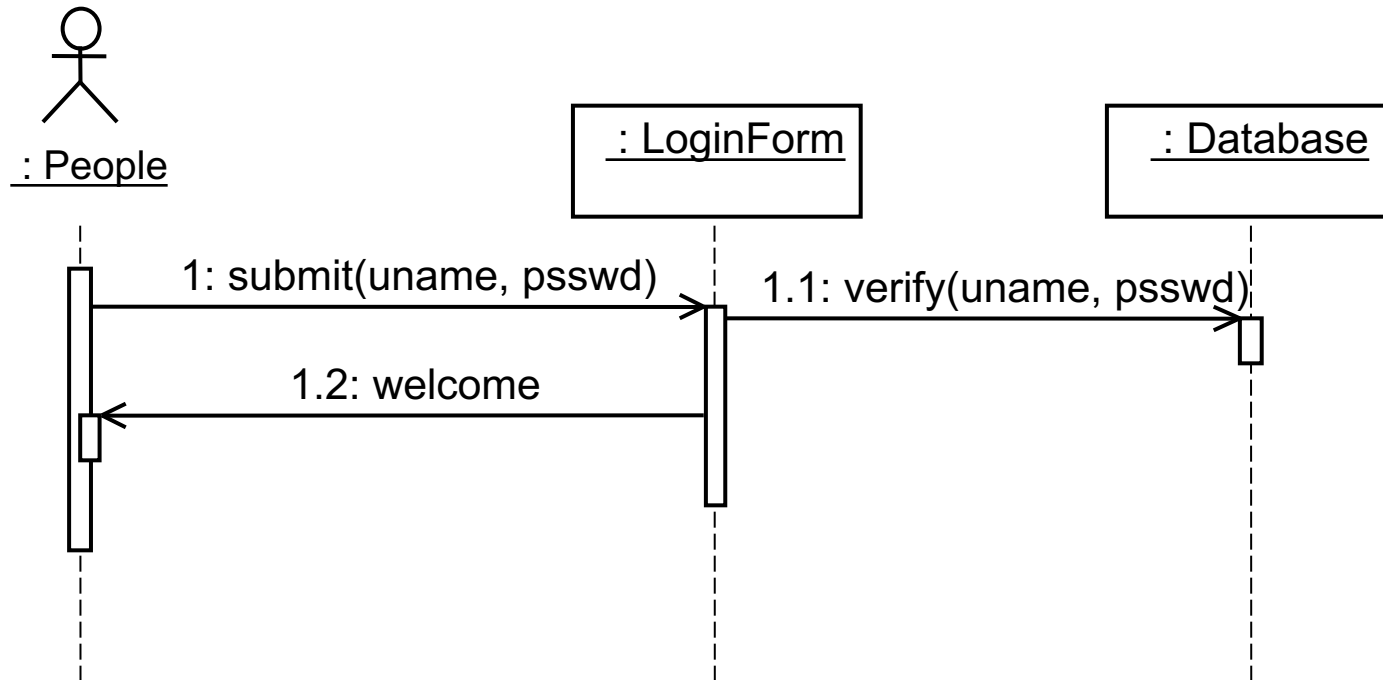 : People
: LoginForm
: Database
1: submit(uname, psswd)
1.1: verify(uname, psswd)
1.2: welcome